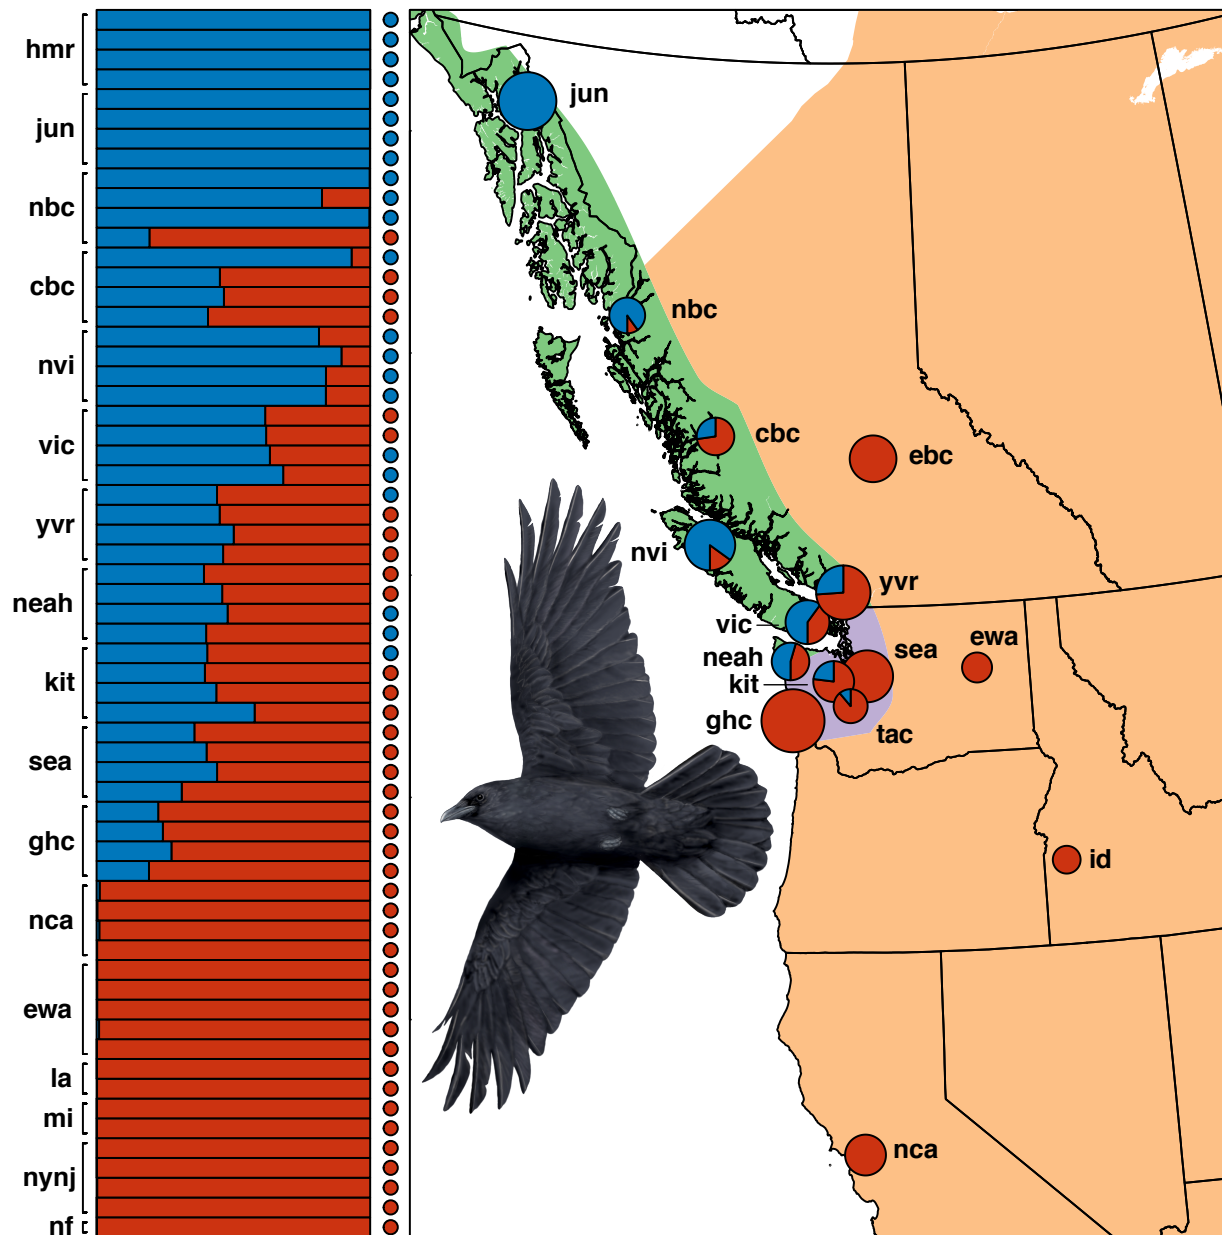 hmr
jun
nbc
cbc
nvi
vic
yvr
neah
kit
sea
ghc
nca
ewa
la
mi
nynj
nf
jun
nbc
cbc
ebc
nvi
yvr
vic
sea
ewa
neah
kit
ghc
tac
id
nca